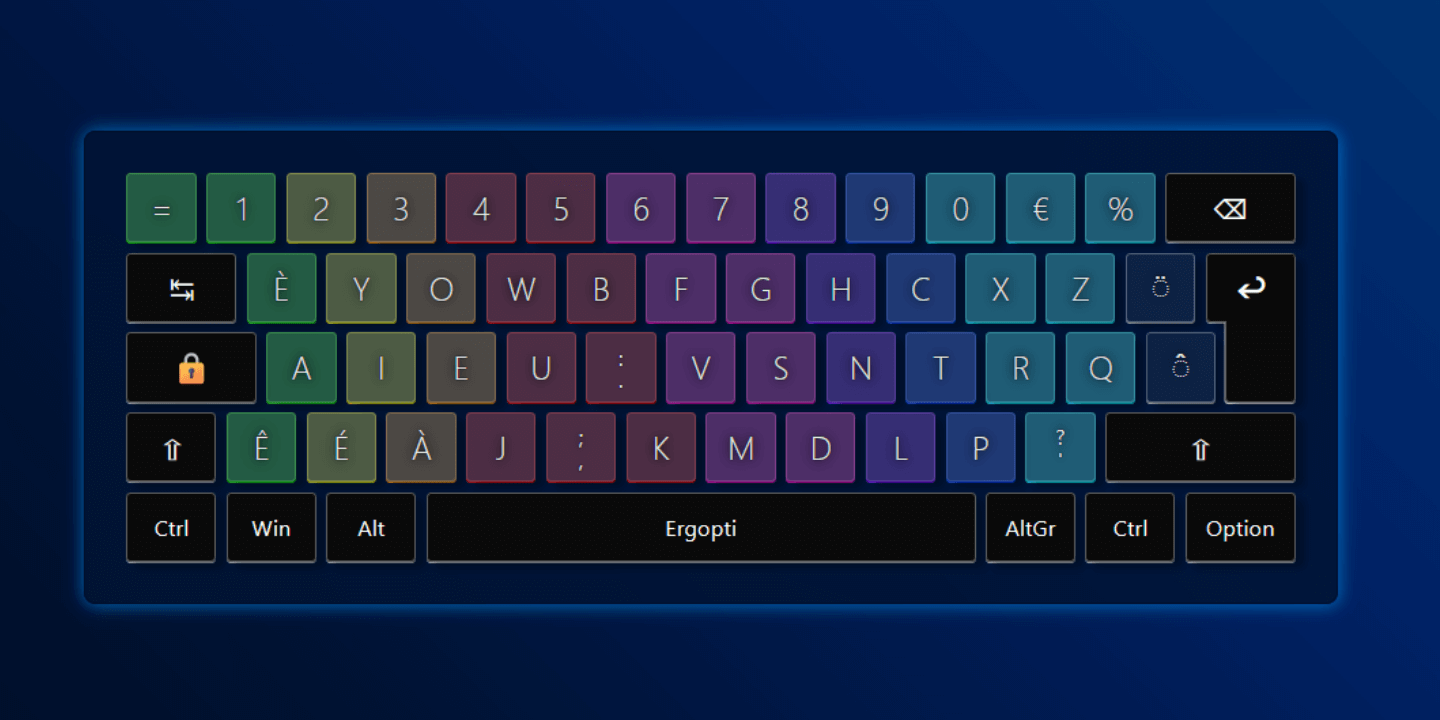 = 1 2 3 4 5 6 7 8 9 0 € % ⌫
↹ È Y O W B F G H C X Z ◌̈ ↩
🔒 A I E U : . V S N T R Q ◌̂
⇧ Ê É À J ; , K M D L P ? ' ⇧
Ctrl Win Alt Ergopti AltGr Ctrl Option